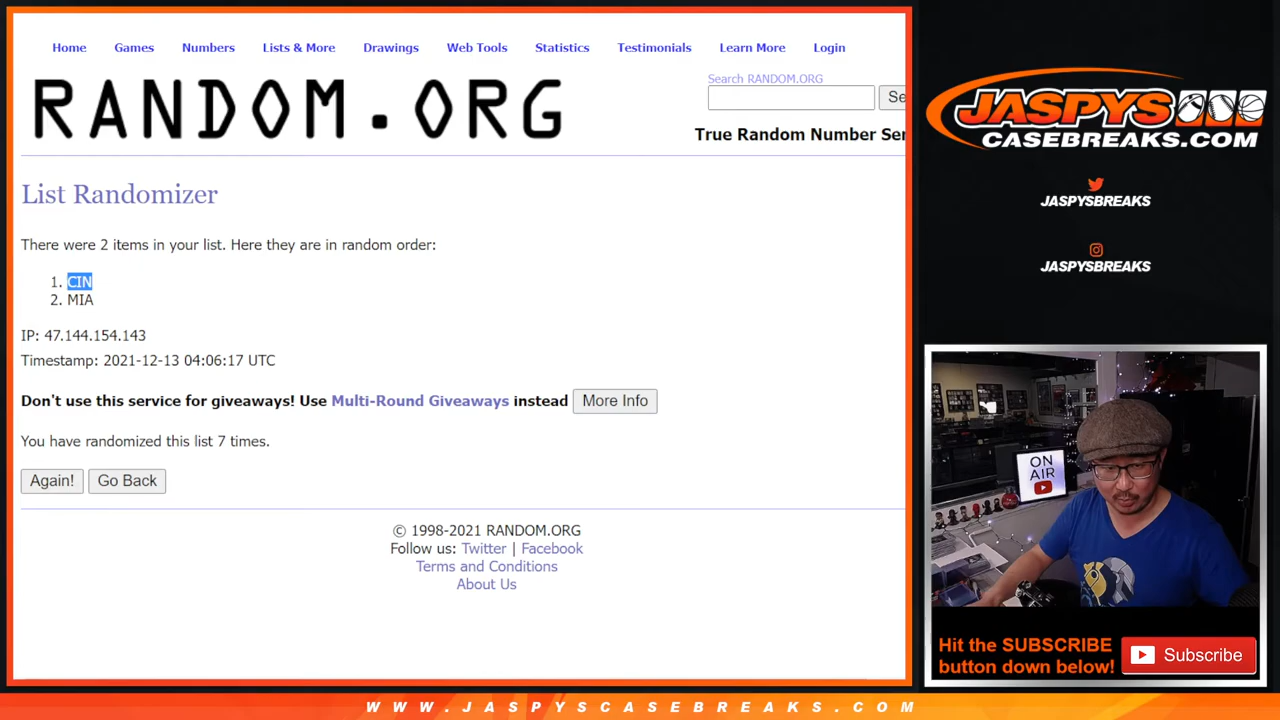 Home Games Numbers Lists & More Drawings Web Tools Statistics Testimonials Learn More Login
RANDOM.ORG
Search RANDOM.ORG
Se
True Random Number Ser
List Randomizer
There were 2 items in your list. Here they are in random order:
1. CIN
2. MIA
IP: 47.144.154.143
Timestamp: 2021-12-13 04:06:17 UTC
Don't use this service for giveaways! Use Multi-Round Giveaways instead More Info
You have randomized this list 7 times.
Again! Go Back
© 1998-2021 RANDOM.ORG
Follow us: Twitter | Facebook
Terms and Conditions
About Us
JASPYS
CASEBREAKS.COM
JASPYSBREAKS
JASPYSBREAKS
ON
AIR
Hit the SUBSCRIBE
button down below!
Subscribe
WWW.JASPYSCASEBREAKS.COM